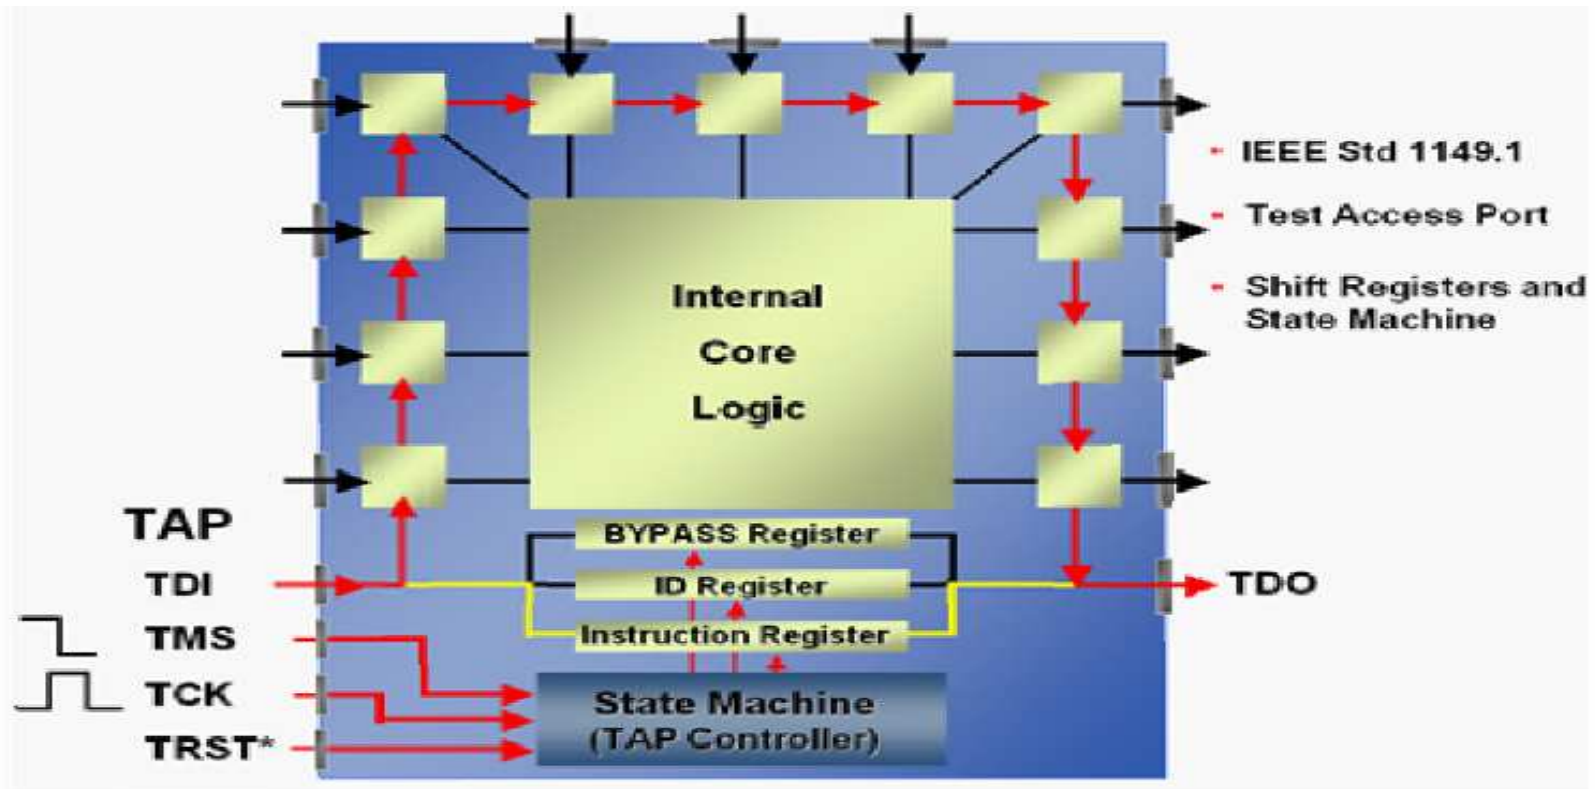 Internal
Core
Logic
BYPASS Register
ID Register
Instruction Register
State Machine
(TAP Controller)
TAP
TDI
TMS
TCK
TRST*
TDO
- IEEE Std 1149.1
- Test Access Port
- Shift Registers and
State Machine